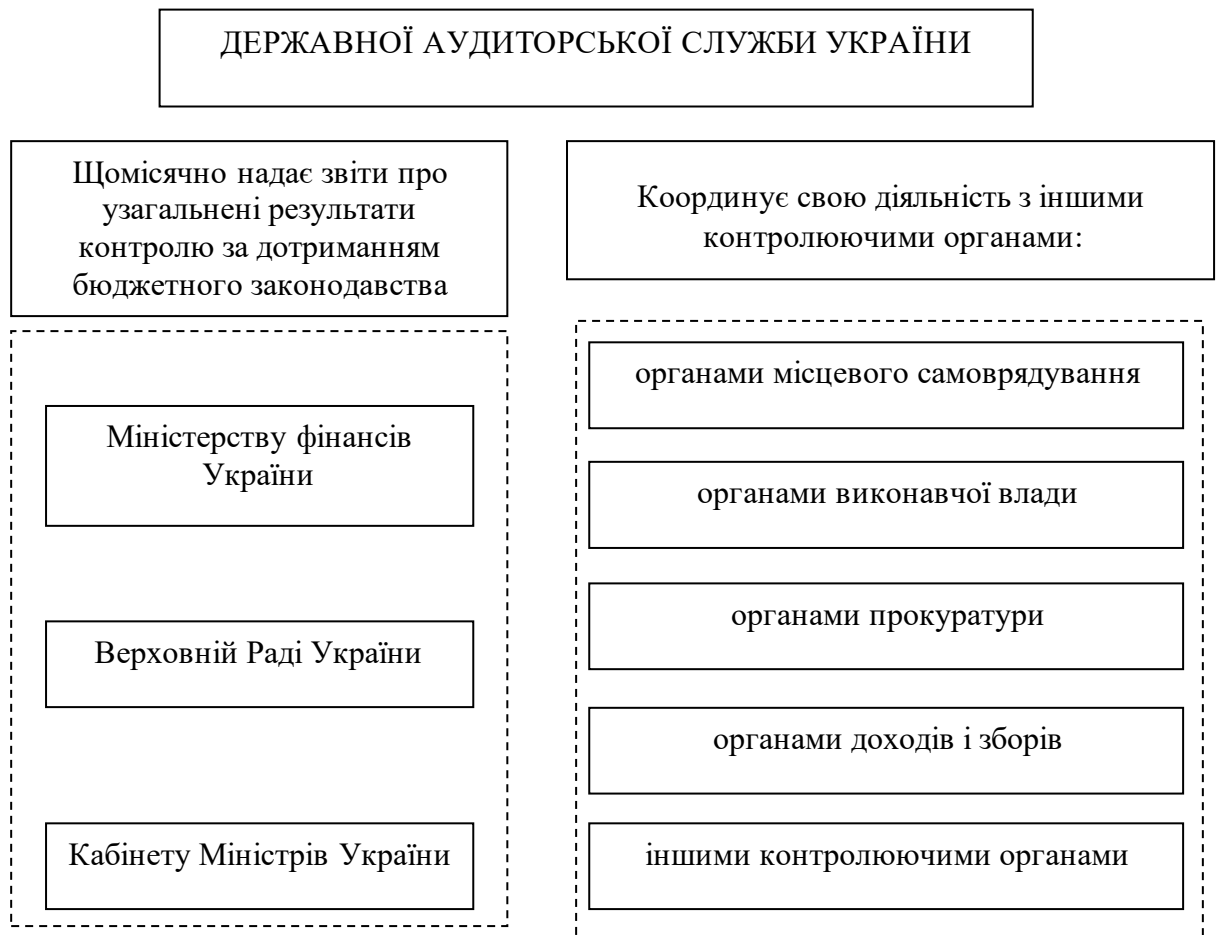 ДЕРЖАВНОЇ АУДИТОРСЬКОЇ СЛУЖБИ УКРАЇНИ
Щомісячно надає звіти про
узагальнені результати
контролю за дотриманням
бюджетного законодавства
Міністерству фінансів
України
Верховній Раді України
Кабінету Міністрів України
Координує свою діяльність з іншими
контролюючими органами:
органами місцевого самоврядування
органами виконавчої влади
органами прокуратури
органами доходів і зборів
іншими контролюючими органами